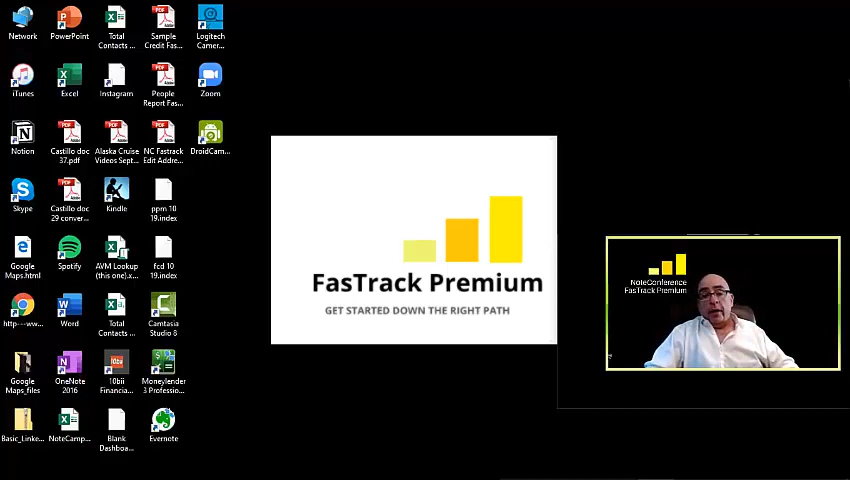 Network
PowerPoint
Total
Contacts ...
Sample
Credit Fas...
Logitech
Camer...
iTunes
Excel
Instagram
People
Report Fas...
Zoom
Notion
Castillo doc
37.pdf
Alaska Cruise
Videos Sept...
NC Fastrack
Edit Addre...
DroidCam...
Skype
Castillo doc
29 conver...
Kindle
ppm 10
19.index
Google
Maps.html
Spotify
AVM Lookup
(this one).x...
fcd 10
19.index
http---ww...
Word
Total
Contacts ...
Camtasia
Studio 8
Google
Maps_files
OneNote
2016
10bii
Financia...
Moneylender
3 Professio...
Basic_Linke...
NoteCamp...
Blank
Dashboa...
Evernote
FasTrack Premium
GET STARTED DOWN THE RIGHT PATH
NoteConference
FasTrack Premium